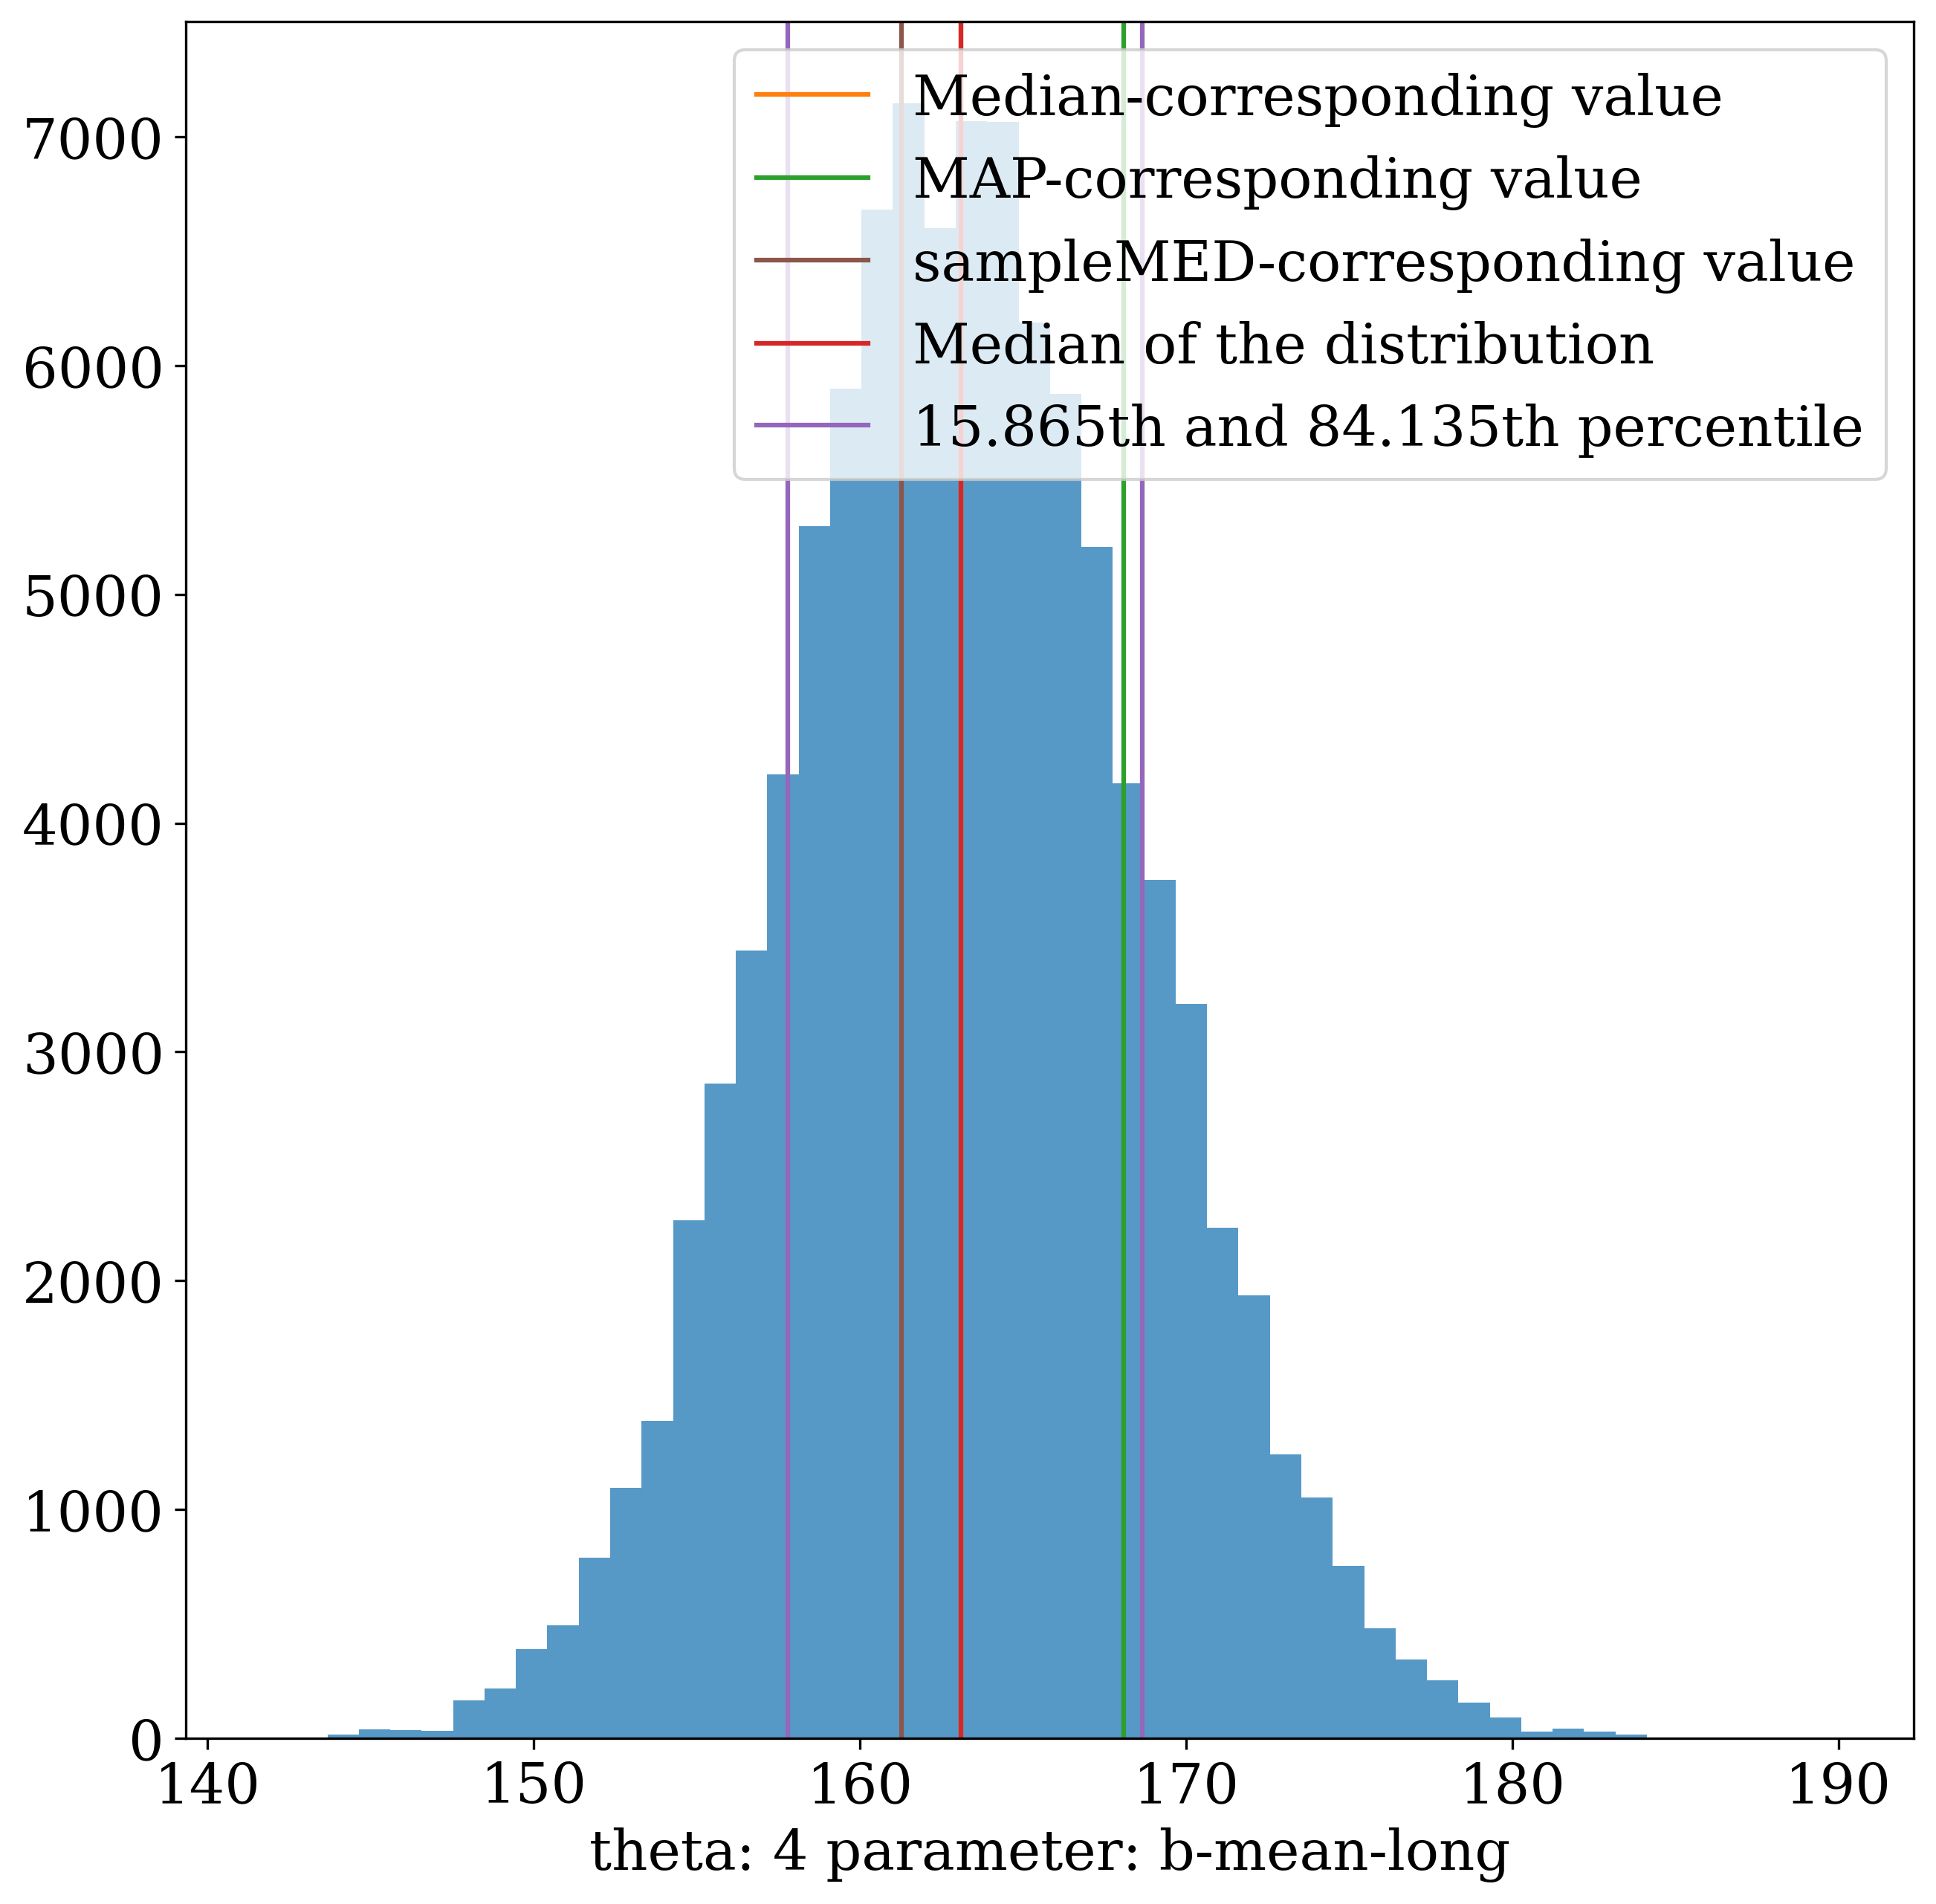 Median-corresponding value
MAP-corresponding value
sampleMED-corresponding value
Median of the distribution
15.865th and 84.135th percentile
7000
6000
5000
4000
3000
2000
1000
0
140 150 160 170 180 190
theta: 4 parameter: b-mean-long